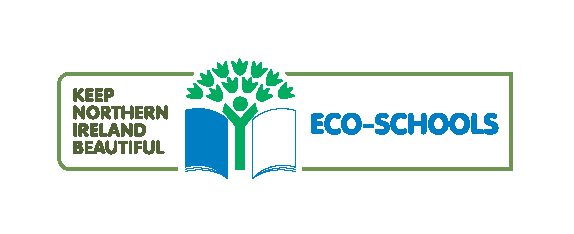 KEEP
NORTHERN
IRELAND
BEAUTIFUL
ECO-SCHOOLS